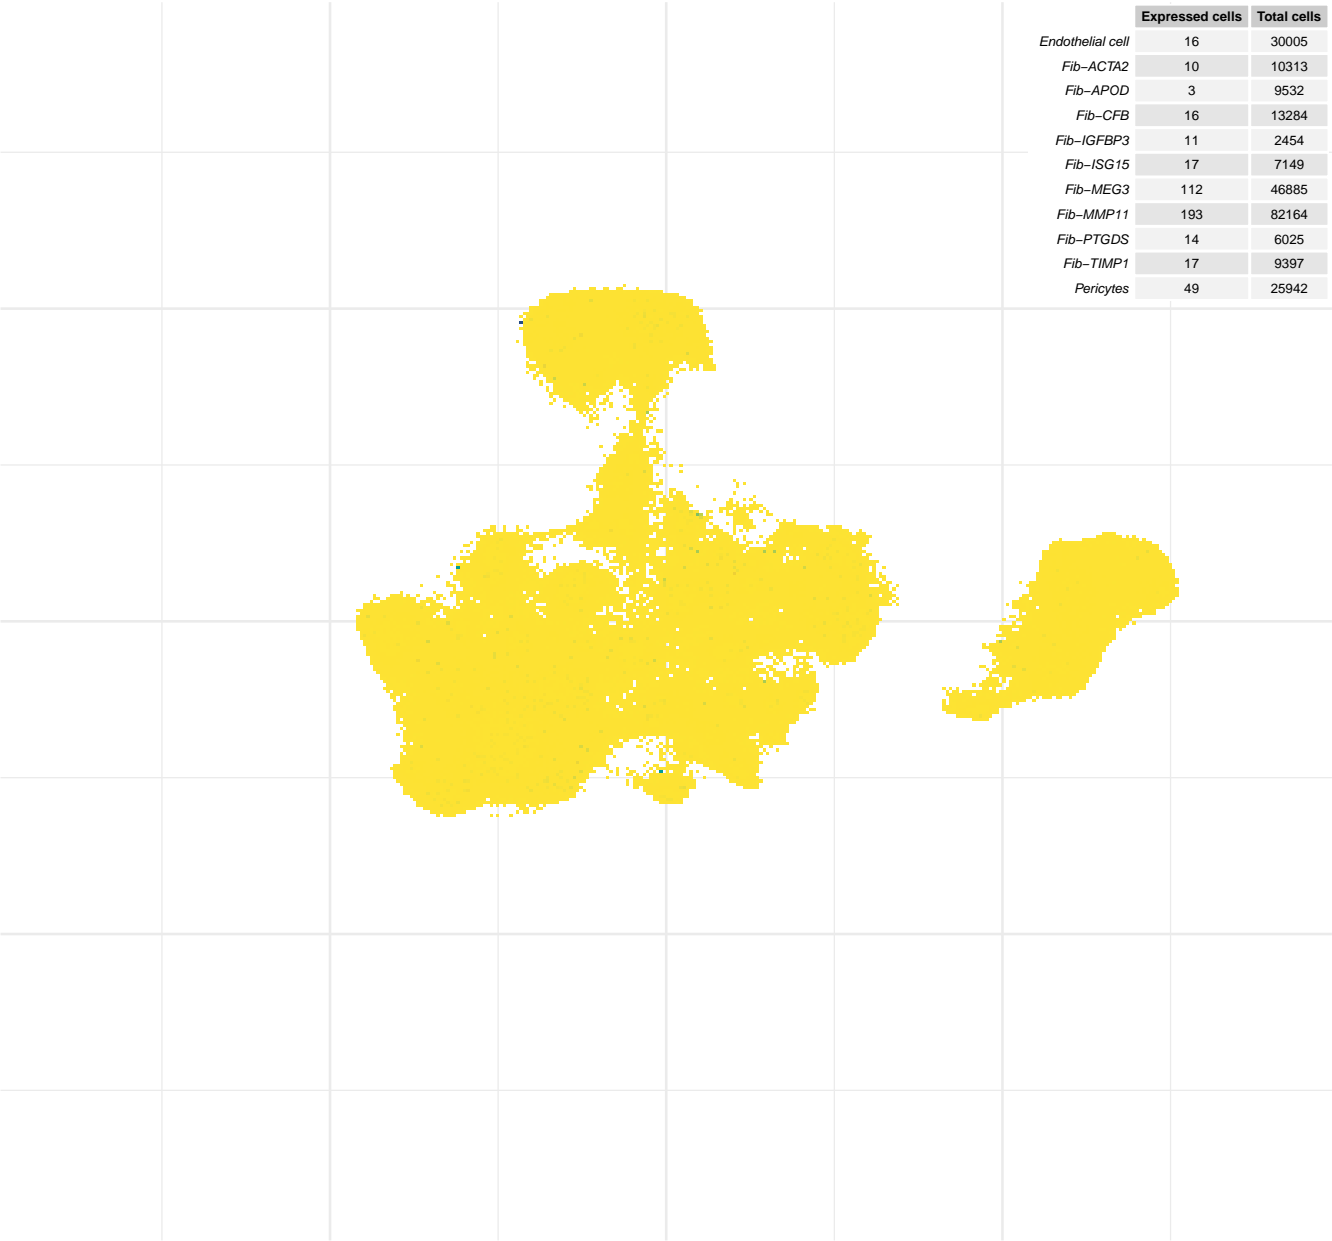 Expressed cells Total cells
Endothelial cell 16 30005
Fib−ACTA2 10 10313
Fib−APOD 3 9532
Fib−CFB 16 13284
Fib−IGFBP3 11 2454
Fib−ISG15 17 7149
Fib−MEG3 112 46885
Fib−MMP11 193 82164
Fib−PTGDS 14 6025
Fib−TIMP1 17 9397
Pericytes 49 25942